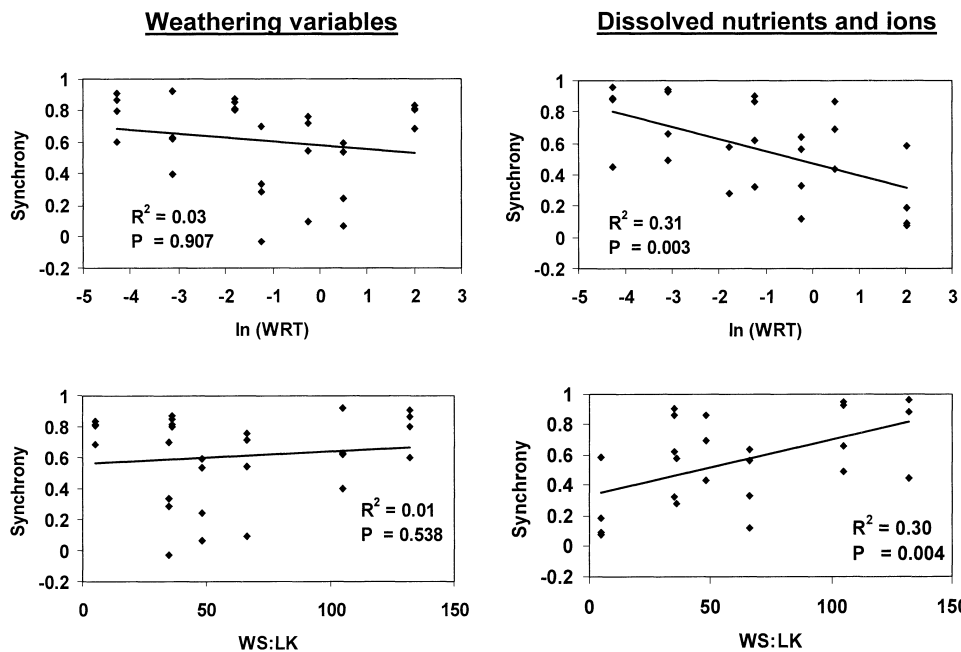 Weathering variables
Dissolved nutrients and ions
1
0.8
0.6
0.4
0.2
0
-0.2
Synchrony
R² = 0.03
P = 0.907
-5 -4 -3 -2 -1 0 1 2 3
ln (WRT)
1
0.8
0.6
0.4
0.2
0
-0.2
Synchrony
R² = 0.31
P = 0.003
-5 -4 -3 -2 -1 0 1 2 3
ln (WRT)
1
0.8
0.6
0.4
0.2
0
-0.2
Synchrony
R² = 0.01
P = 0.538
0 50 100 150
WS:LK
1
0.8
0.6
0.4
0.2
0
-0.2
Synchrony
R² = 0.30
P = 0.004
0 50 100 150
WS:LK